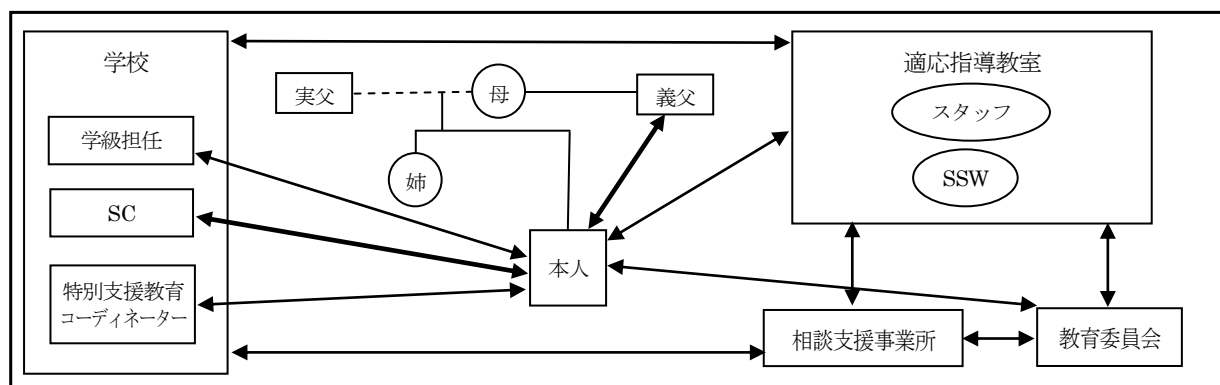 学校
学級担任
SC
特別支援教育
コーディネーター
実父
母
義父
姉
本人
適応指導教室
スタッフ
SSW
相談支援事業所
教育委員会